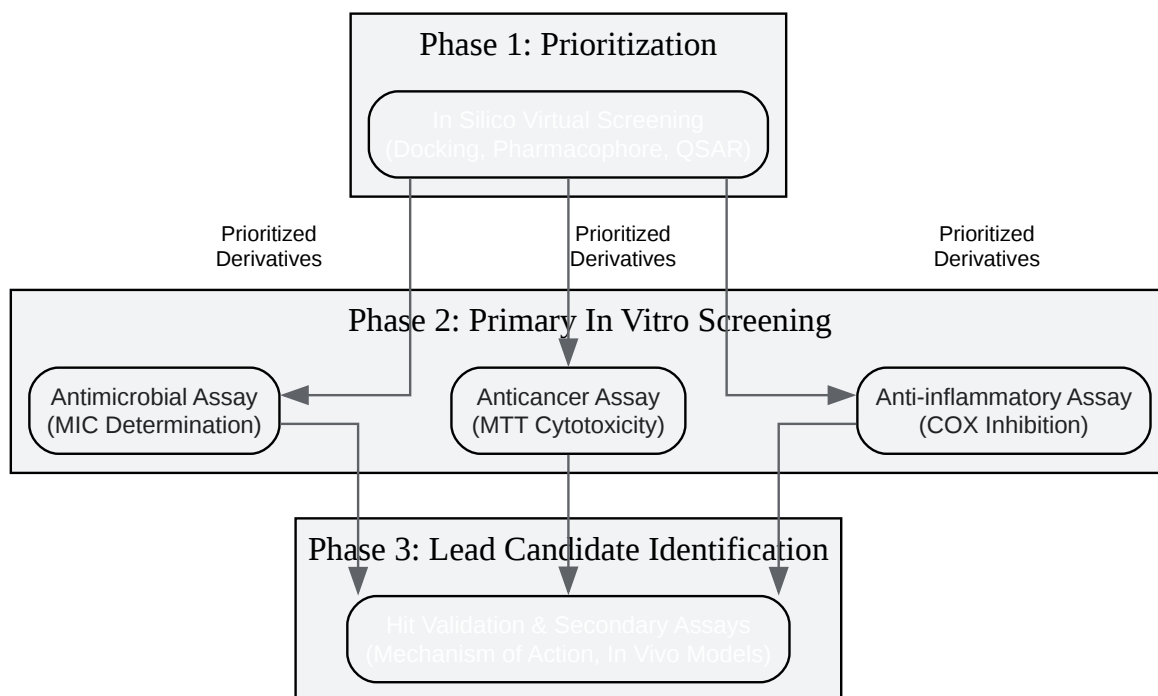 Phase 1: Prioritization
In Silico Virtual Screening
(Docking, Pharmacophore, QSAR)
Prioritized
Derivatives
Prioritized
Derivatives
Prioritized
Derivatives
Phase 2: Primary In Vitro Screening
Antimicrobial Assay
(MIC Determination)
Anticancer Assay
(MTT Cytotoxicity)
Anti-inflammatory Assay
(COX Inhibition)
Phase 3: Lead Candidate Identification
Hit Validation & Secondary Assays
(Mechanism of Action, In Vivo Models)